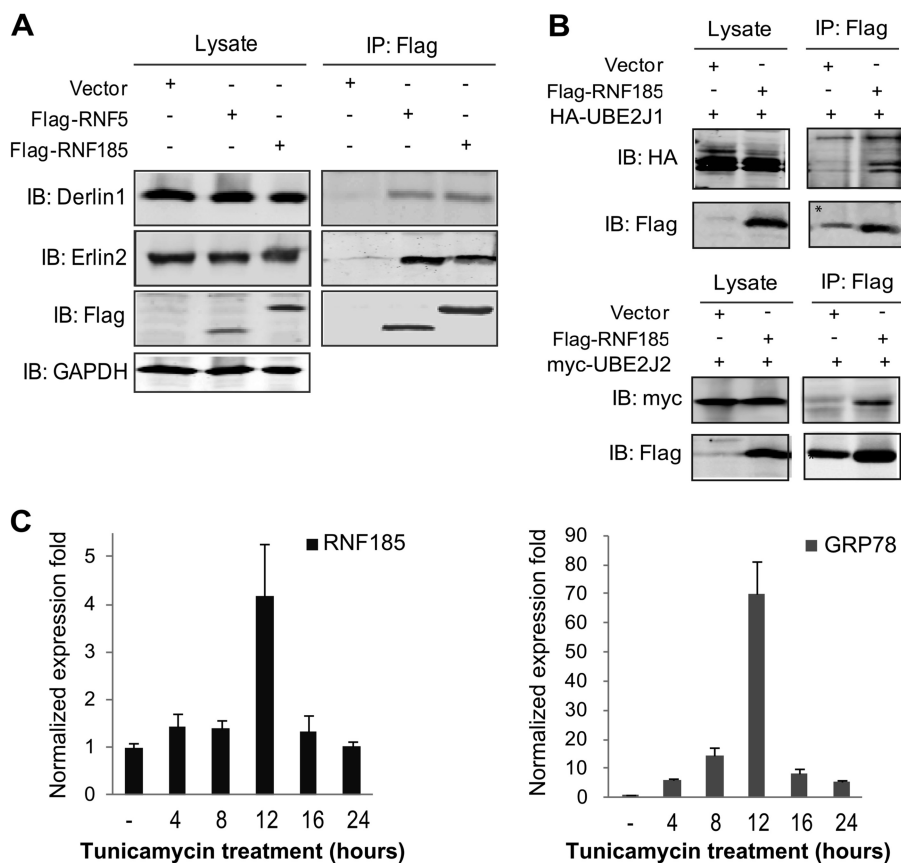 A
Lysate IP: Flag
Vector + - - + - -
Flag-RNF5 - + - - + -
Flag-RNF185 - - + - - +
IB: Derlin1
IB: Erlin2
IB: Flag
IB: GAPDH
B
Lysate IP: Flag
Vector + - + -
Flag-RNF185 - + - +
HA-UBE2J1 + + + +
IB: HA
IB: Flag
*
Lysate IP: Flag
Vector + - + -
Flag-RNF185 - + - +
myc-UBE2J2 + + + +
IB: myc
IB: Flag
*
C
Normalized expression fold
5
4
3
2
1
0
RNF185
- 4 8 12 16 24
Tunicamycin treatment (hours)
Normalized expression fold
90
80
70
60
50
40
30
20
10
0
GRP78
- 4 8 12 16 24
Tunicamycin treatment (hours)